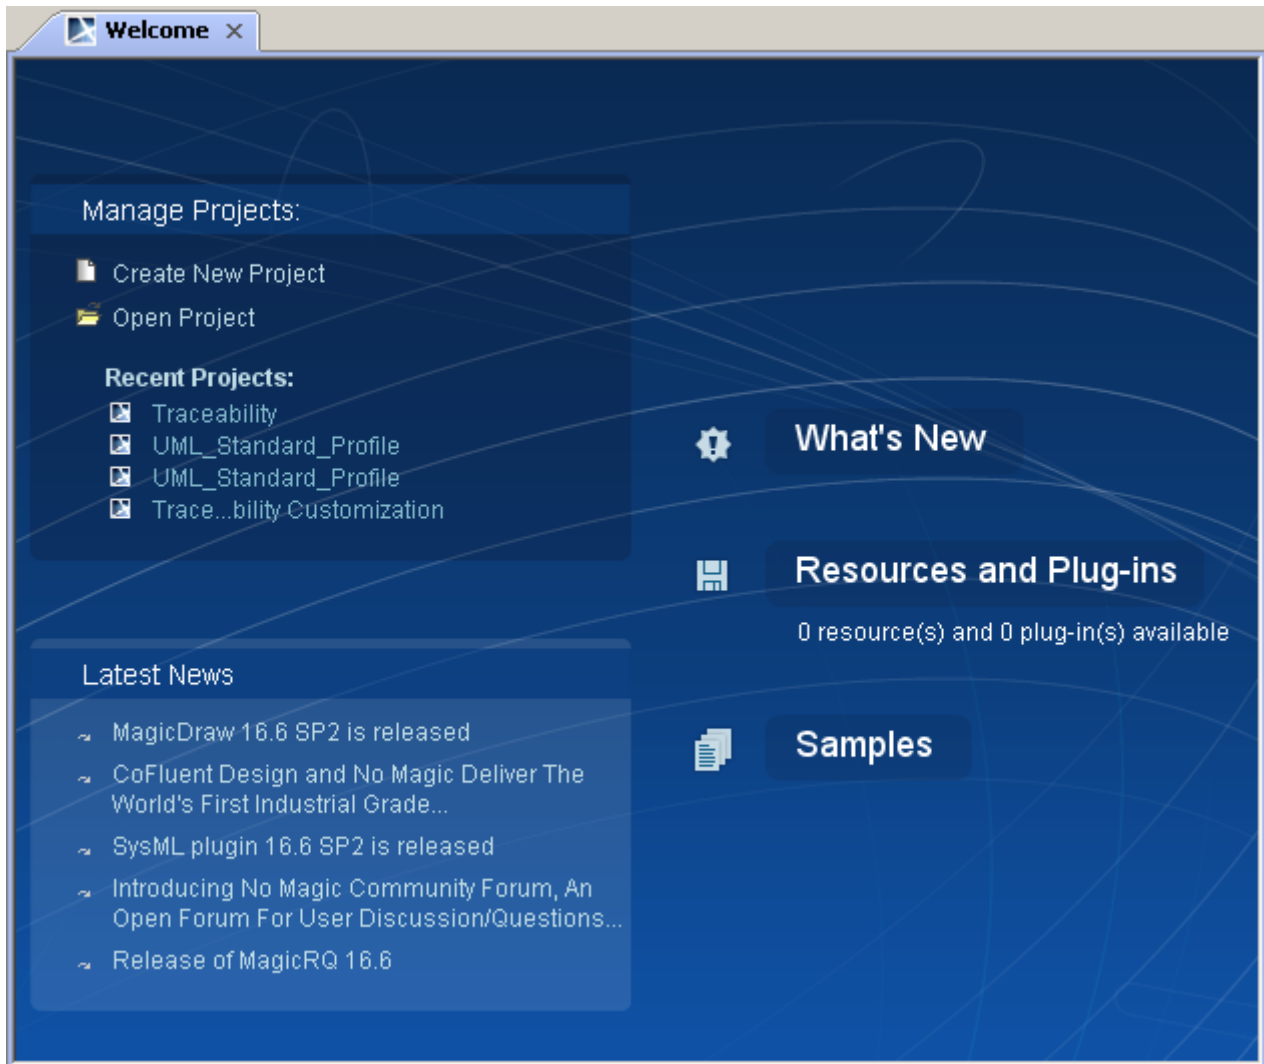 Welcome
Manage Projects:
Create New Project
Open Project
Recent Projects:
Traceability
UML_Standard_Profile
UML_Standard_Profile
Trace...bility Customization
Latest News
MagicDraw 16.6 SP2 is released
CoFluent Design and No Magic Deliver The
World's First Industrial Grade...
SysML plugin 16.6 SP2 is released
Introducing No Magic Community Forum, An
Open Forum For User Discussion/Questions...
Release of MagicRQ 16.6
What's New
Resources and Plug-ins
0 resource(s) and 0 plug-in(s) available
Samples